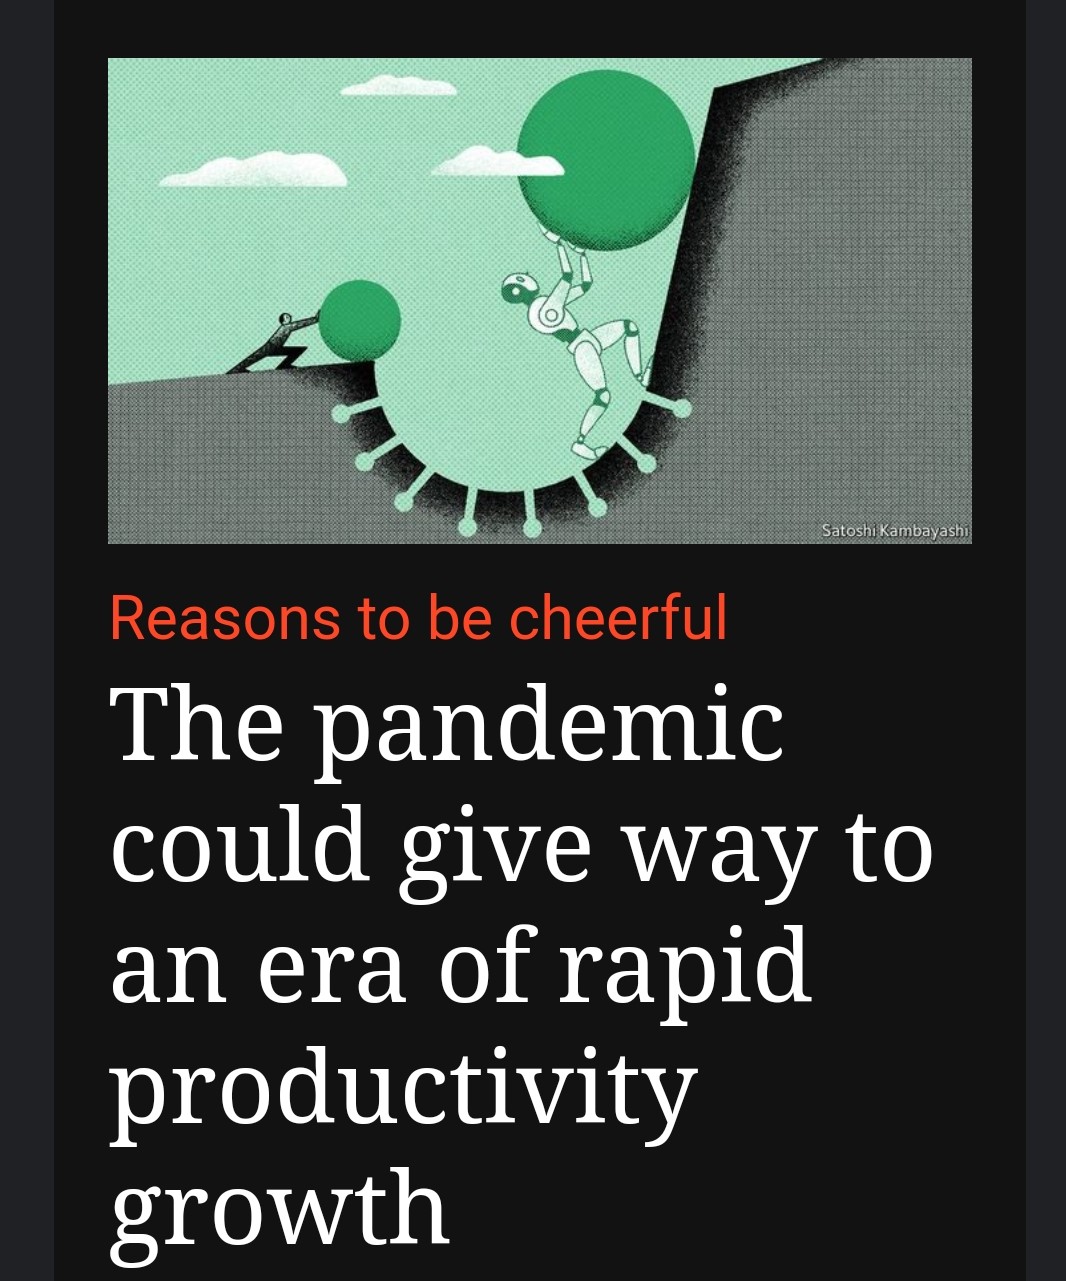 Satoshi Kambayashi
Reasons to be cheerful
The pandemic
could give way to
an era of rapid
productivity
growth